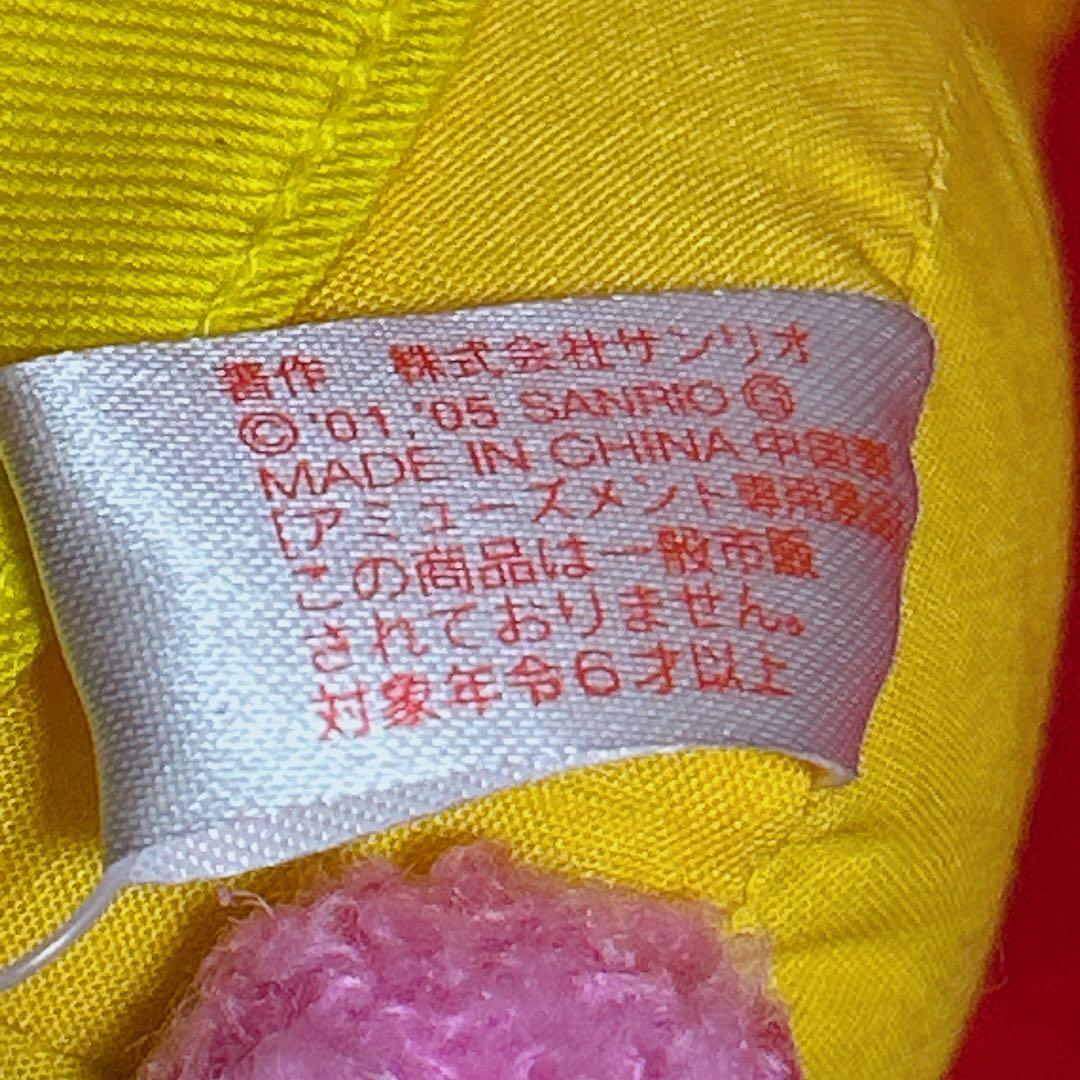 著作 株式会社サンリオ
©'01,'05 SANRIO Ⓖ
MADE IN CHINA 中国製
[アミューズメント専用景品]
この商品は一般市販
されておりません。
対象年令6才以上